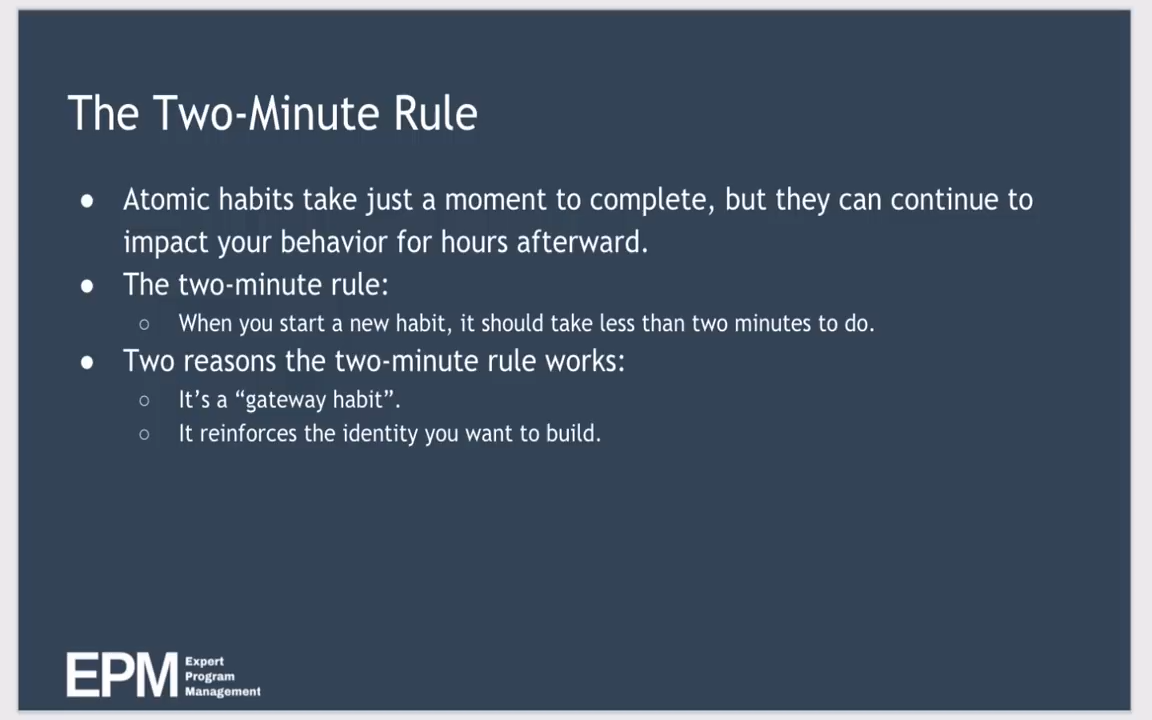 The Two-Minute Rule
● Atomic habits take just a moment to complete, but they can continue to
impact your behavior for hours afterward.
● The two-minute rule:
○ When you start a new habit, it should take less than two minutes to do.
● Two reasons the two-minute rule works:
○ It’s a “gateway habit”.
○ It reinforces the identity you want to build.
EPM
Expert
Program
Management